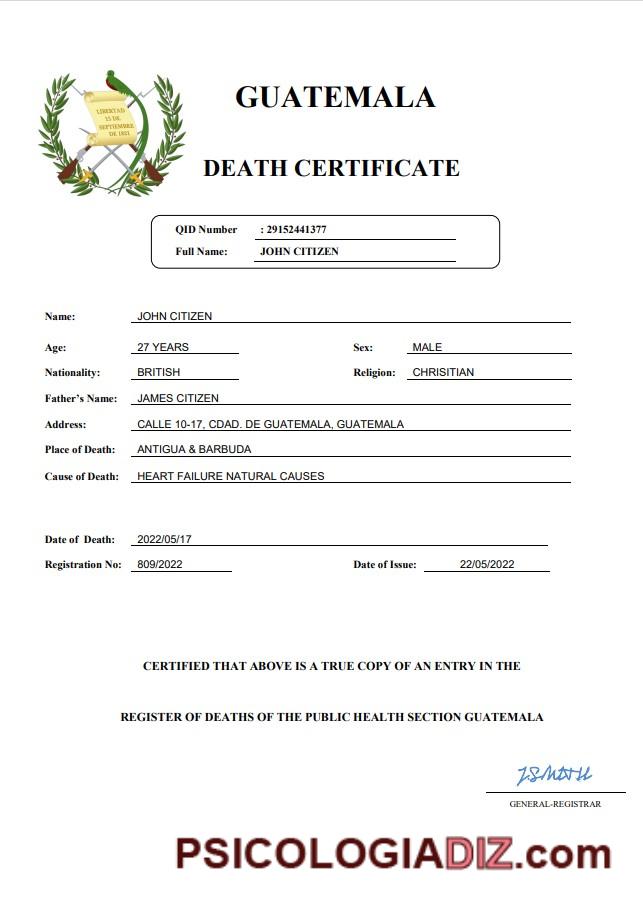 LIBERTAD
15 DE
SEPTIEMBRE
DE 1821
GUATEMALA
DEATH CERTIFICATE
QID Number : 29152441377
Full Name: JOHN CITIZEN
Name: JOHN CITIZEN
Age: 27 YEARS Sex: MALE
Nationality: BRITISH Religion: CHRISITIAN
Father's Name: JAMES CITIZEN
Address: CALLE 10-17, CDAD. DE GUATEMALA, GUATEMALA
Place of Death: ANTIGUA & BARBUDA
Cause of Death: HEART FAILURE NATURAL CAUSES
Date of Death: 2022/05/17
Registration No: 809/2022 Date of Issue: 22/05/2022
CERTIFIED THAT ABOVE IS A TRUE COPY OF AN ENTRY IN THE
REGISTER OF DEATHS OF THE PUBLIC HEALTH SECTION GUATEMALA
GENERAL-REGISTRAR
PSICOLOGIADIZ.com